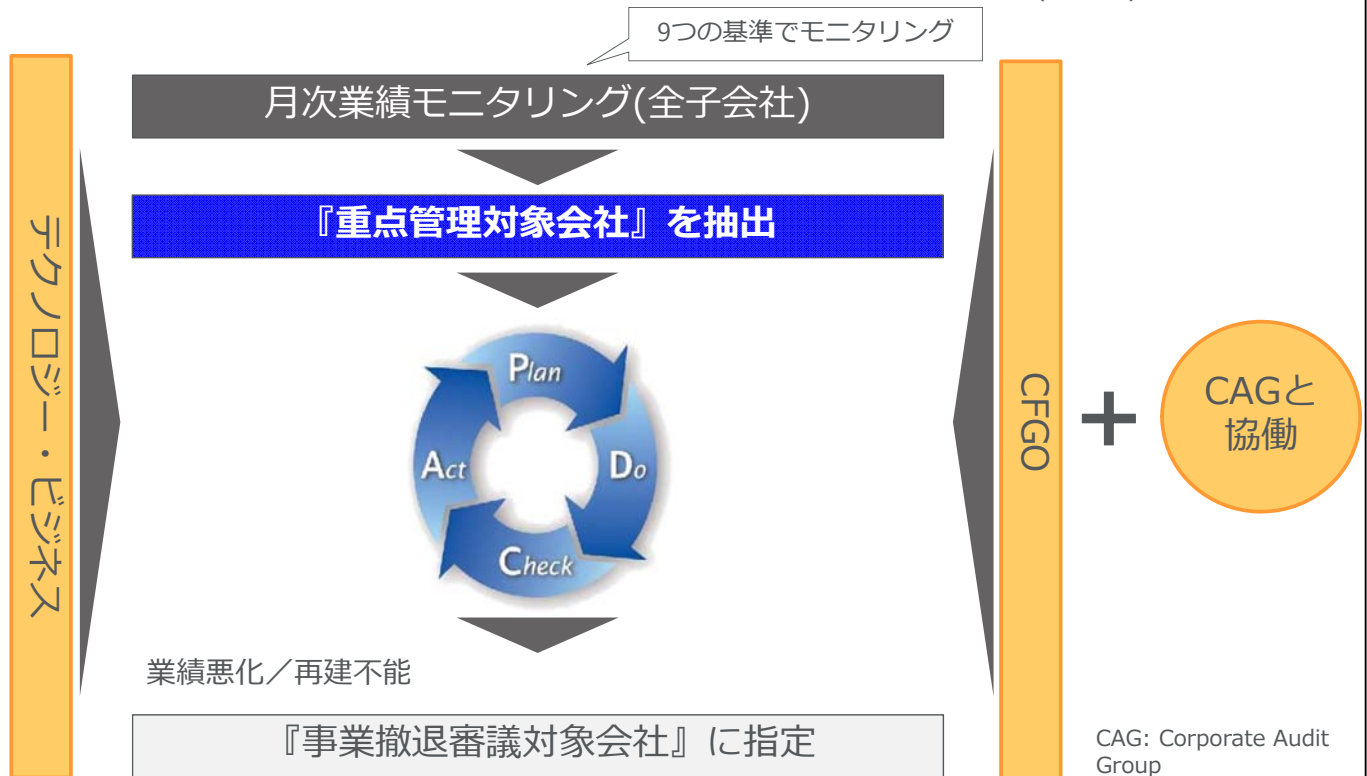 9つの基準でモニタリング
月次業績モニタリング(全子会社)
『重点管理対象会社』を抽出
テクノロジー・ビジネス
Plan
Do
Check
Act
CFGO
+
CAGと
協働
業績悪化／再建不能
『事業撤退審議対象会社』に指定
CAG: Corporate Audit
Group